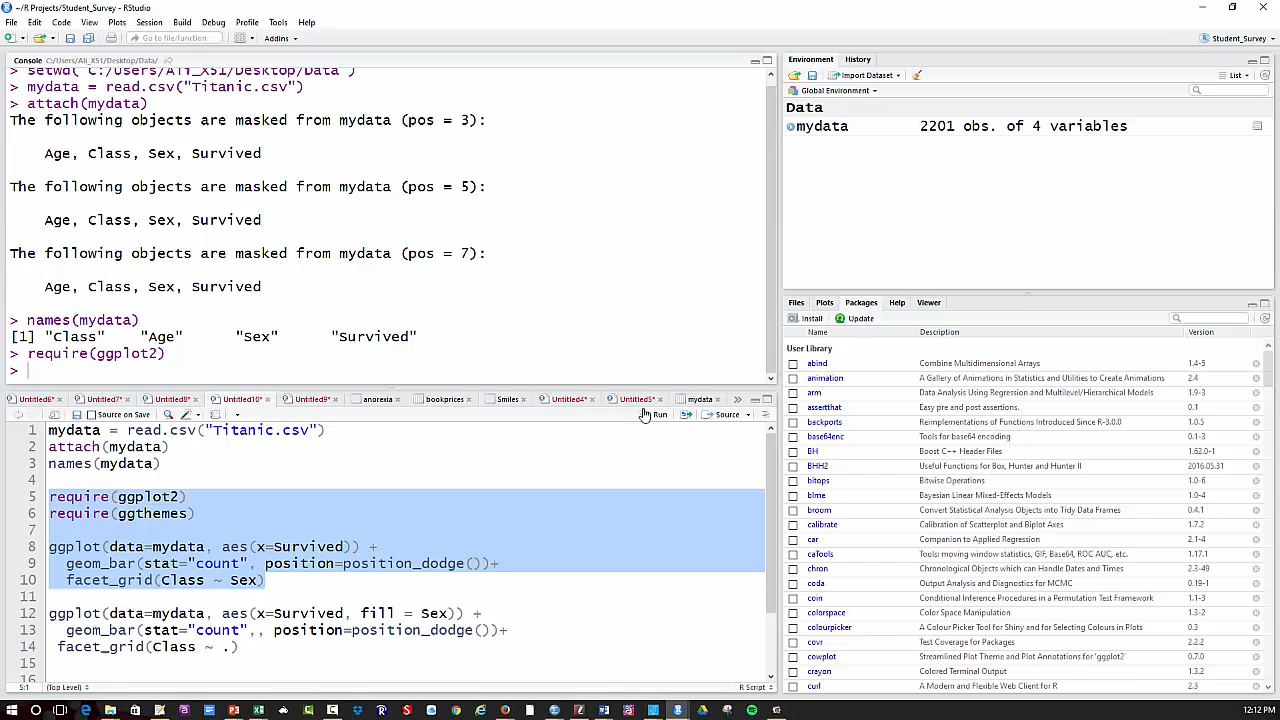 ~/R Projects/Student_Survey - RStudio
File Edit Code View Plots Session Build Debug Profile Tools Help
Go to file/function Addins Student_Survey
Console C:/Users/Ali_X51/Desktop/Data/
> setwd("C:/Users/Ali_X51/Desktop/Data")
> mydata = read.csv("Titanic.csv")
> attach(mydata)
The following objects are masked from mydata (pos = 3):
Age, Class, Sex, Survived
The following objects are masked from mydata (pos = 5):
Age, Class, Sex, Survived
The following objects are masked from mydata (pos = 7):
Age, Class, Sex, Survived
> names(mydata)
[1] "Class" "Age" "Sex" "Survived"
> require(ggplot2)
>
Untitled6* Untitled7* Untitled8* Untitled10* Untitled9* anorexia bookprices Smiles Untitled4* Untitled5* mydata
Source on Save Run Source
1 mydata = read.csv("Titanic.csv")
2 attach(mydata)
3 names(mydata)
4
5 require(ggplot2)
6 require(ggthemes)
7
8 ggplot(data=mydata, aes(x=Survived)) +
9 geom_bar(stat="count", position=position_dodge())+
10 facet_grid(Class ~ Sex)
11
12 ggplot(data=mydata, aes(x=Survived, fill = Sex)) +
13 geom_bar(stat="count",, position=position_dodge())+
14 facet_grid(Class ~ .)
15
16
5:1 (Top Level) R Script
Environment History
Import Dataset List
Global Environment
Data
mydata 2201 obs. of 4 variables
Files Plots Packages Help Viewer
Install Update
Name Description Version
User Library
abind Combine Multidimensional Arrays 1.4-5
animation A Gallery of Animations in Statistics and Utilities to Create Animations 2.4
arm Data Analysis Using Regression and Multilevel/Hierarchical Models 1.9-3
assertthat Easy pre and post assertions. 0.1
backports Reimplementations of Functions Introduced Since R-3.0.0 1.0.5
base64enc Tools for base64 encoding 0.1-3
BH Boost C++ Header Files 1.62.0-1
BHH2 Useful Functions for Box, Hunter and Hunter II 2016.05.31
bitops Bitwise Operations 1.0-6
blme Bayesian Linear Mixed-Effects Models 1.0-4
broom Convert Statistical Analysis Objects into Tidy Data Frames 0.4.1
calibrate Calibration of Scatterplot and Biplot Axes 1.7.2
car Companion to Applied Regression 2.1-4
caTools Tools: moving window statistics, GIF, Base64, ROC AUC, etc. 1.17.1
chron Chronological Objects which can Handle Dates and Times 2.3-48
coda Output Analysis and Diagnostics for MCMC 0.19-1
coin Conditional Inference Procedures in a Permutation Test Framework 1.1-3
colorspace Color Space Manipulation 1.3-2
colourpicker A Colour Picker Tool for Shiny and for Selecting Colours in Plots 0.3
covr Test Coverage for Packages 2.2.2
cowplot Streamlined Plot Theme and Plot Annotations for 'ggplot2' 0.7.0
crayon Colored Terminal Output 1.3.2
curl A Modern and Flexible Web Client for R 2.3
12:12 PM